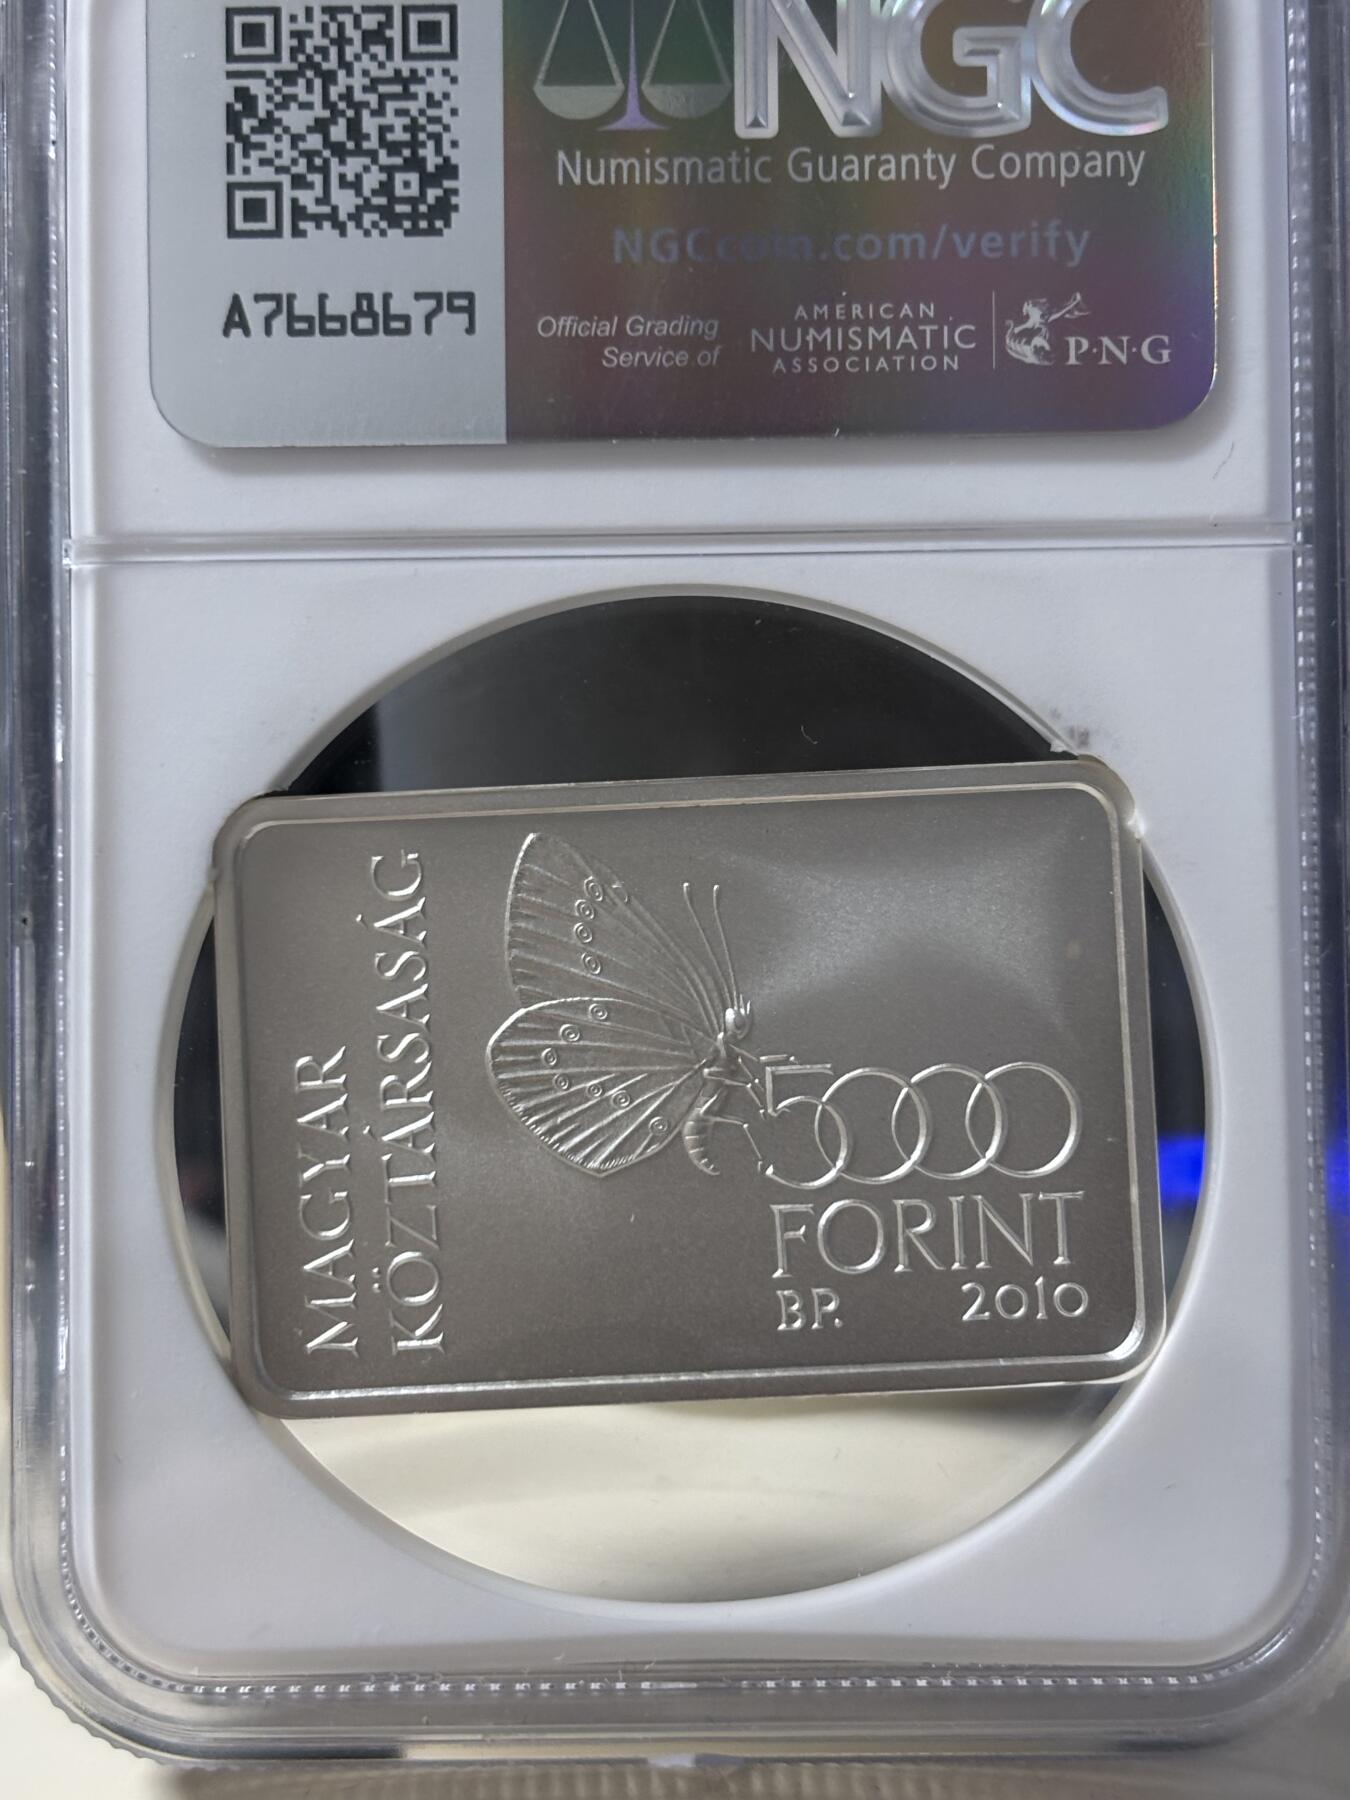 NGC
Numismatic Guaranty Company
NGCcoin.com/verify
A7668679
Official Grading
Service of
AMERICAN
NUMISMATIC
ASSOCIATION
P·N·G
MAGYAR
KÖZTÁRSASÁG
5000
FORINT
BP. 2010